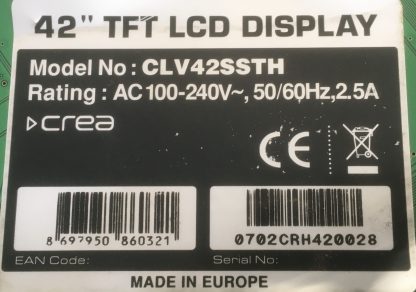 42" TFT LCD DISPLAY
Model No : CLV42SSTH
Rating : AC 100-240V~, 50/60Hz,2.5A
crea
CE
8 697950 860321
0702CRH420028
EAN Code:
Serial No:
MADE IN EUROPE